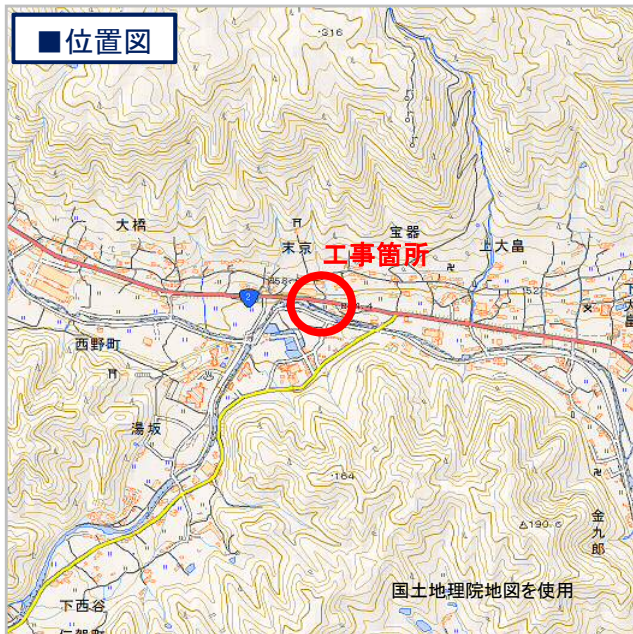 ■位置図
・316
大橋
末京
宝器
上大畠
工事箇所
2
152
西野町
湯坂
・164
△190.6
金九郎
国土地理院地図を使用
下西谷